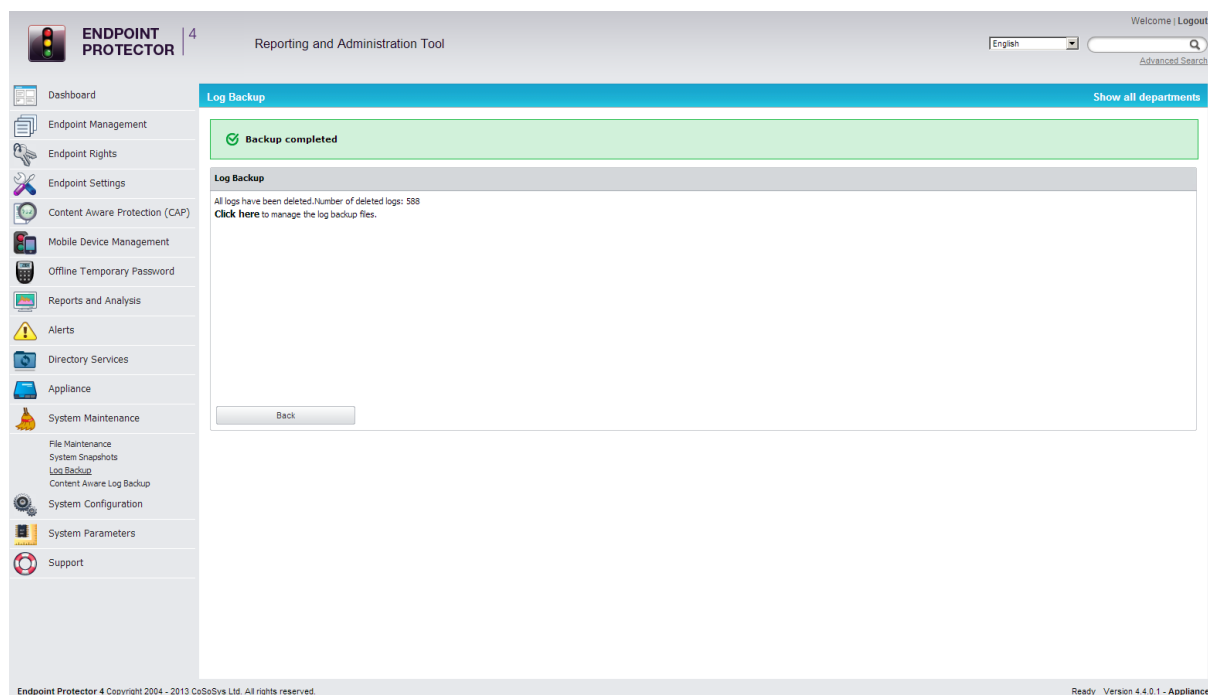 Welcome | Logout
ENDPOINT PROTECTOR 4
Reporting and Administration Tool
English
Advanced Search
Dashboard
Endpoint Management
Endpoint Rights
Endpoint Settings
Content Aware Protection (CAP)
Mobile Device Management
Offline Temporary Password
Reports and Analysis
Alerts
Directory Services
Appliance
System Maintenance
File Maintenance
System Snapshots
Log Backup
Content Aware Log Backup
System Configuration
System Parameters
Support
Log Backup
Show all departments
Backup completed
Log Backup
All logs have been deleted.Number of deleted logs: 588
Click here to manage the log backup files.
Back
Endpoint Protector 4 Copyright 2004 - 2013 CoSoSys Ltd. All rights reserved.
Ready Version 4.4.0.1 - Appliance